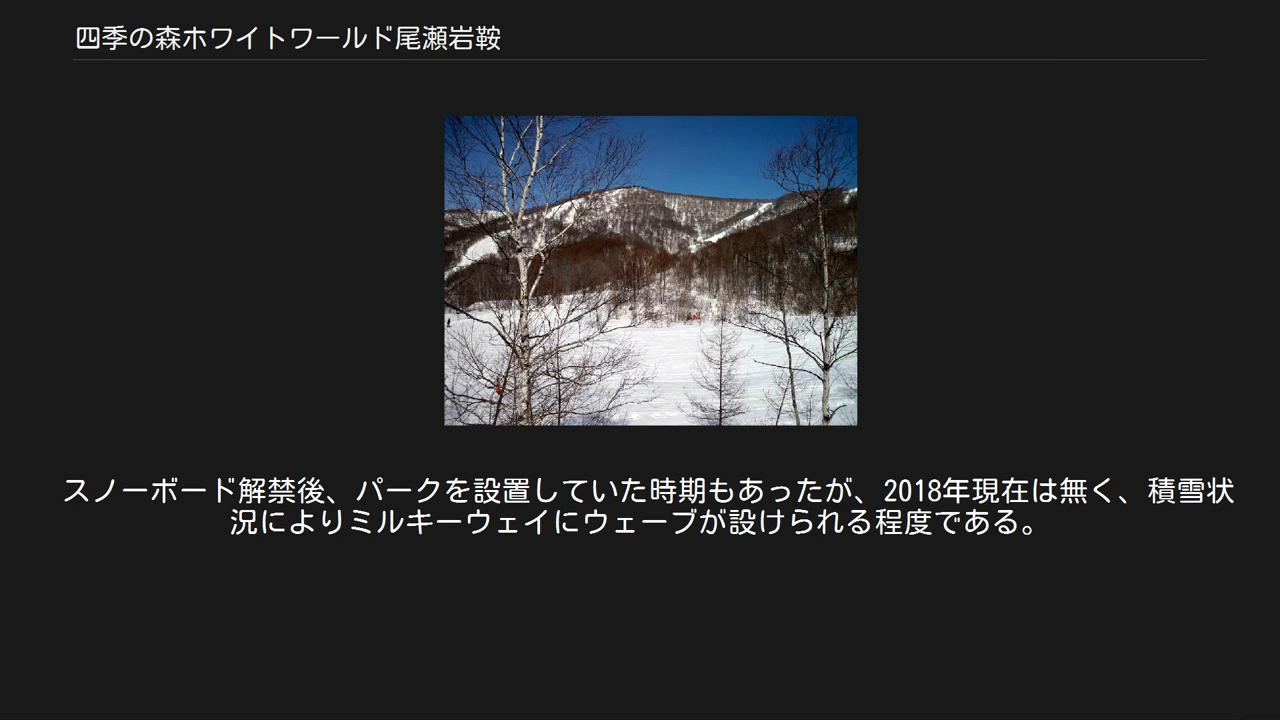 四季の森ホワイトワールド尾瀬岩鞍
スノーボード解禁後、パークを設置していた時期もあったが、2018年現在は無く、積雪状
況によりミルキーウェイにウェーブが設けられる程度である。